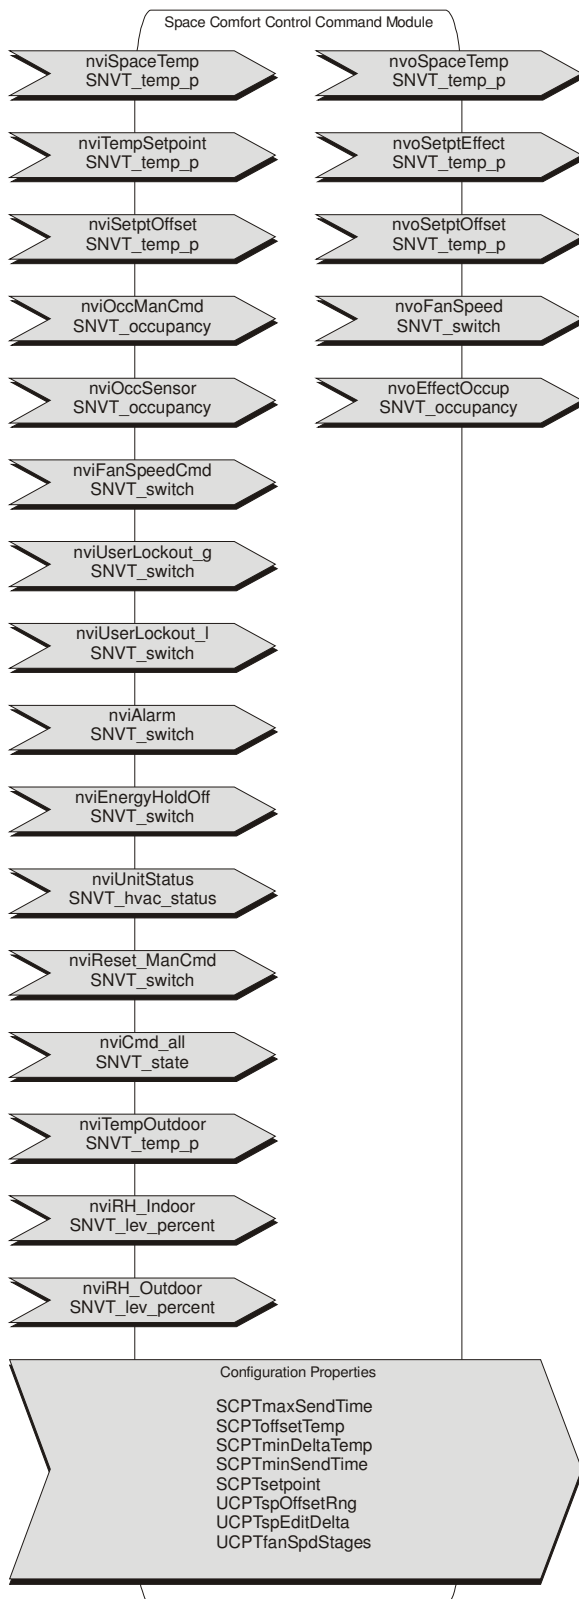 Space Comfort Control Command Module
nviSpaceTemp
SNVT_temp_p
nvoSpaceTemp
SNVT_temp_p
nviTempSetpoint
SNVT_temp_p
nvoSetptEffect
SNVT_temp_p
nviSetptOffset
SNVT_temp_p
nvoSetptOffset
SNVT_temp_p
nviOccManCmd
SNVT_occupancy
nvoFanSpeed
SNVT_switch
nviOccSensor
SNVT_occupancy
nvoEffectOccup
SNVT_occupancy
nviFanSpeedCmd
SNVT_switch
nviUserLockout_g
SNVT_switch
nviUserLockout_l
SNVT_switch
nviAlarm
SNVT_switch
nviEnergyHoldOff
SNVT_switch
nviUnitStatus
SNVT_hvac_status
nviReset_ManCmd
SNVT_switch
nviCmd_all
SNVT_state
nviTempOutdoor
SNVT_temp_p
nviRH_Indoor
SNVT_lev_percent
nviRH_Outdoor
SNVT_lev_percent
Configuration Properties
SCPTmaxSendTime
SCPToffsetTemp
SCPTminDeltaTemp
SCPTminSendTime
SCPTsetpoint
UCPTspOffsetRng
UCPTspEditDelta
UCPTfanSpdStages